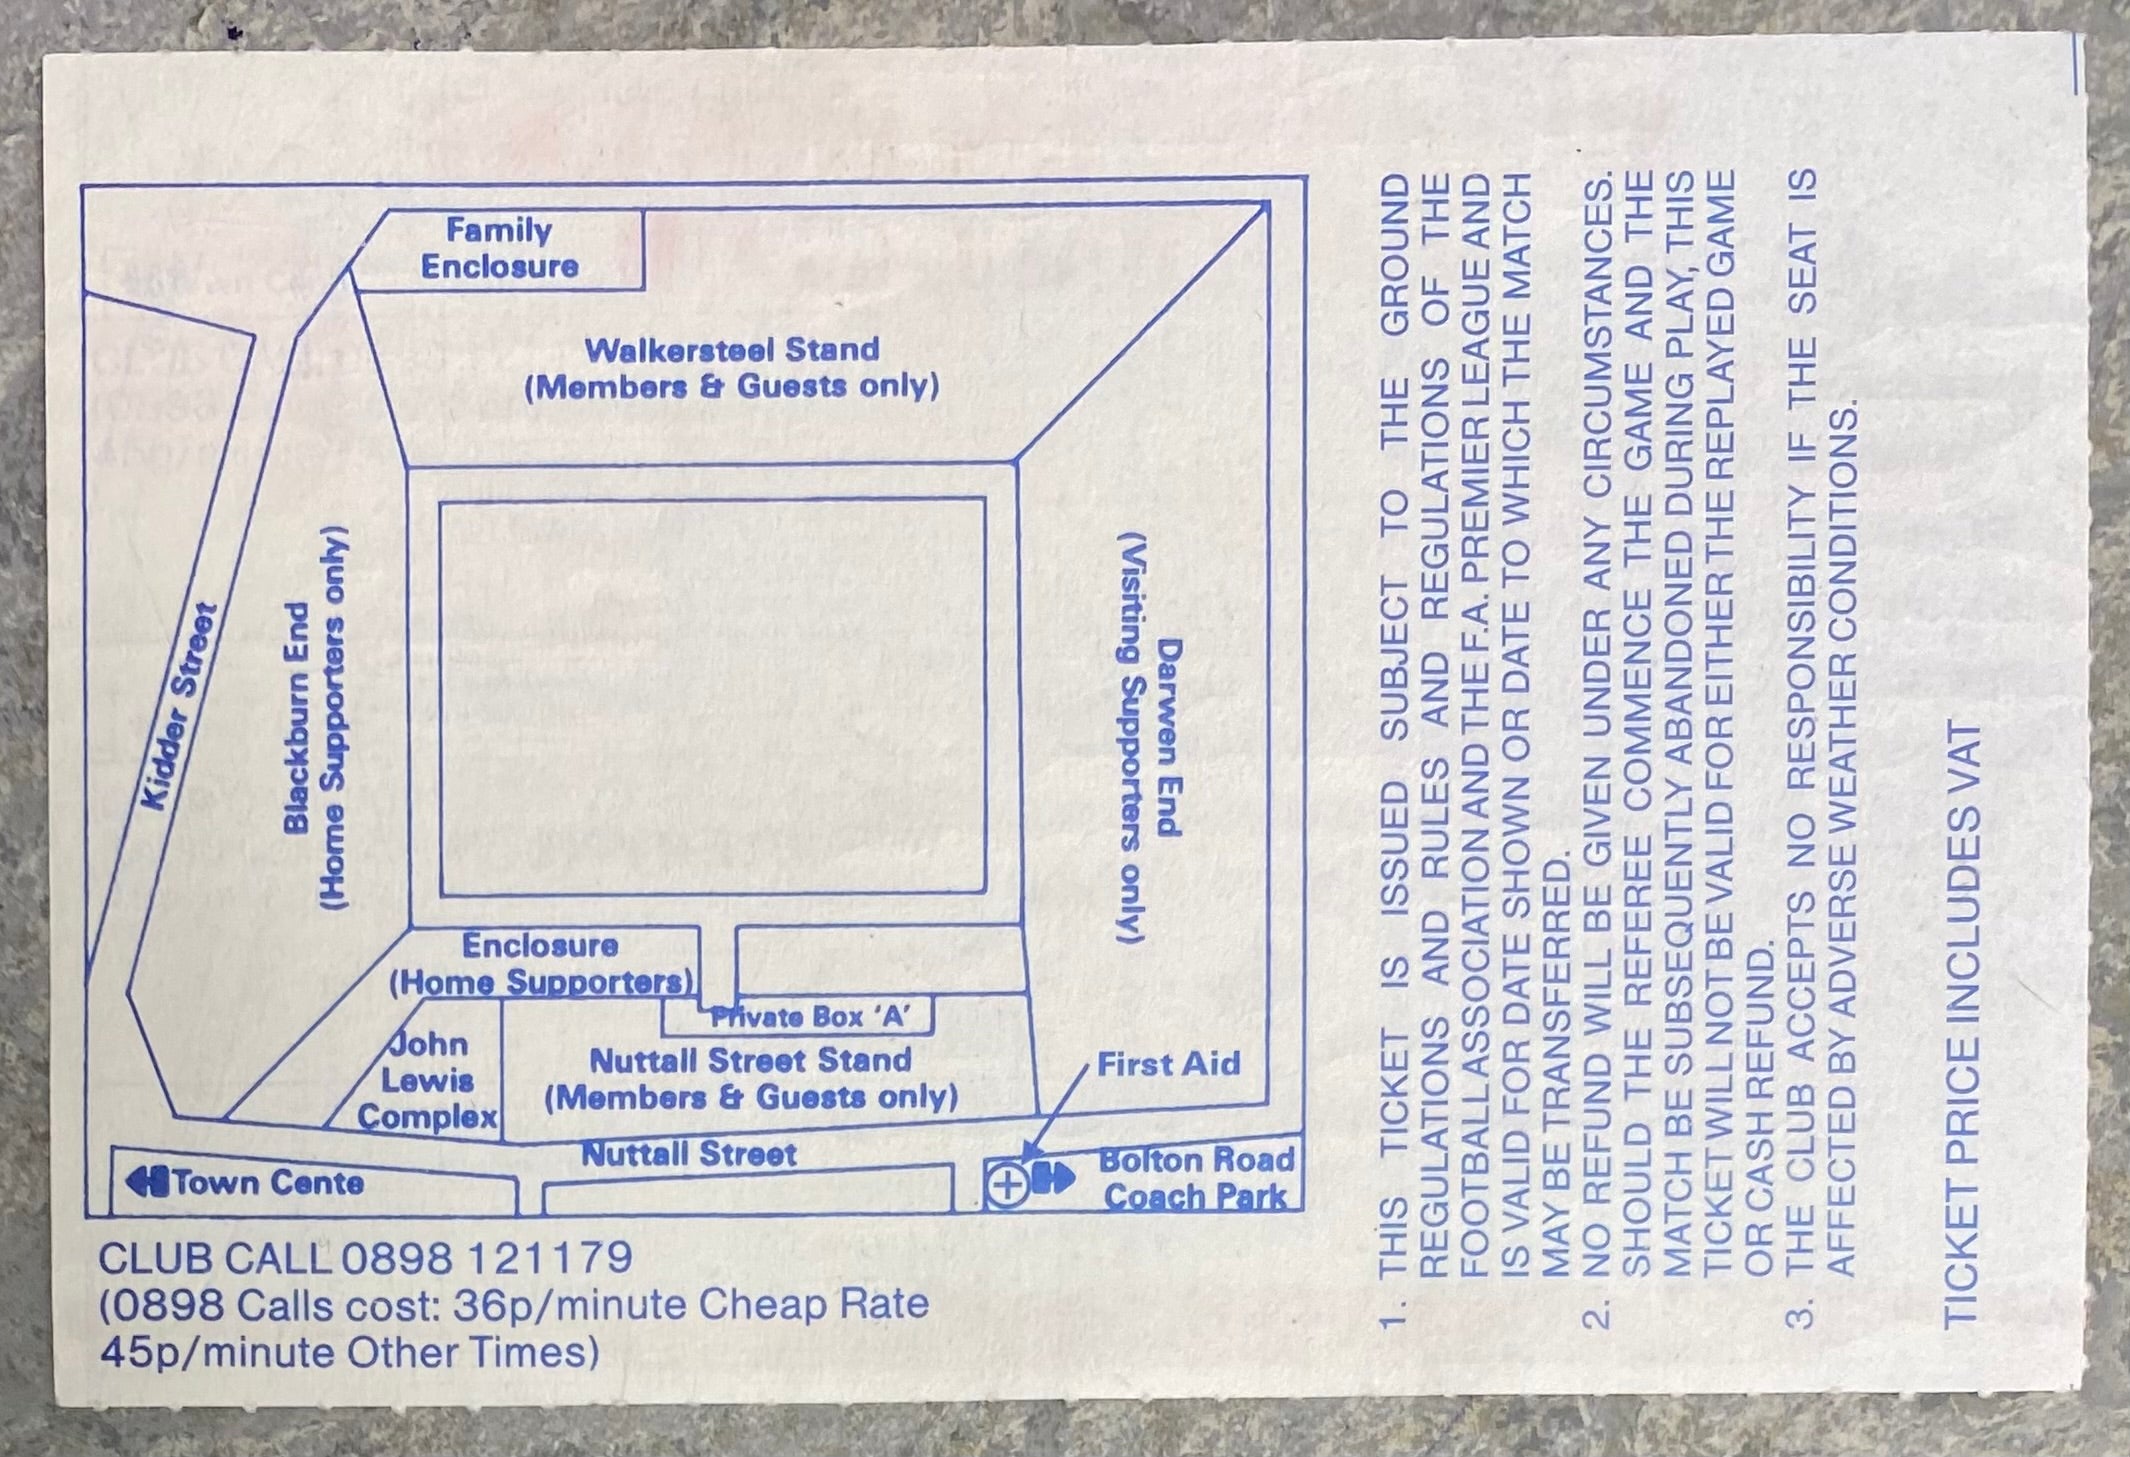 Family
Enclosure
Walkersteel Stand
(Members & Guests only)
Kidder Street
Blackburn End
(Home Supporters only)
Darwen End
(Visiting Supporters only)
Enclosure
(Home Supporters)
Private Box 'A'
John
Lewis
Complex
Nuttall Street Stand
(Members & Guests only)
First Aid
Nuttall Street
Town Cente
Bolton Road
Coach Park
CLUB CALL 0898 121179
(0898 Calls cost: 36p/minute Cheap Rate
45p/minute Other Times)
1. THIS TICKET IS ISSUED SUBJECT TO THE GROUND
REGULATIONS AND RULES AND REGULATIONS OF THE
FOOTBALL ASSOCIATION AND THE F.A. PREMIER LEAGUE AND
IS VALID FOR DATE SHOWN OR DATE TO WHICH THE MATCH
MAY BE TRANSFERRED.
2. NO REFUND WILL BE GIVEN UNDER ANY CIRCUMSTANCES.
SHOULD THE REFEREE COMMENCE THE GAME AND THE
MATCH BE SUBSEQUENTLY ABANDONED DURING PLAY, THIS
TICKET WILL NOT BE VALID FOR EITHER THE REPLAYED GAME
OR CASH REFUND.
3. THE CLUB ACCEPTS NO RESPONSIBILITY IF THE SEAT IS
AFFECTED BY ADVERSE WEATHER CONDITIONS.
TICKET PRICE INCLUDES VAT